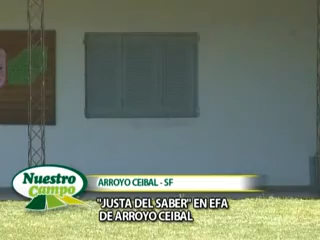 Nuestro
Campo
ARROYO CEIBAL - SF
"JUSTA DEL SABER" EN EFA
DE ARROYO CEIBAL